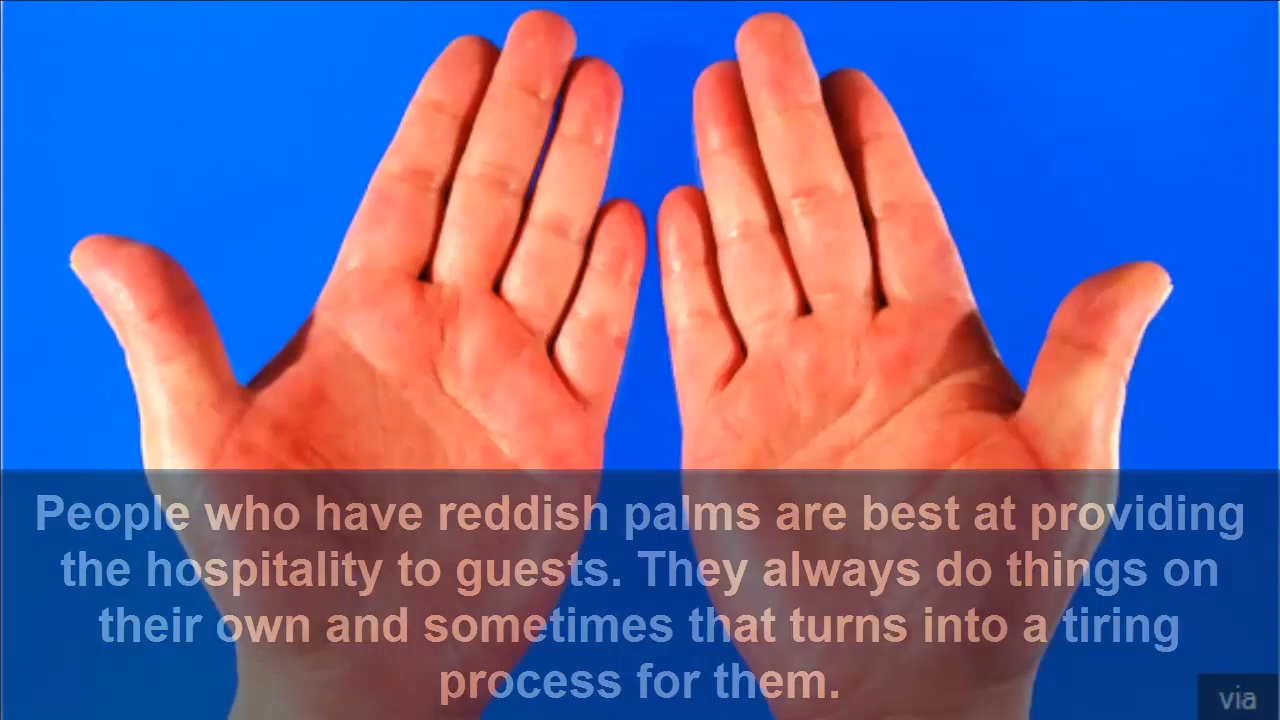 People who have reddish palms are best at providing
the hospitality to guests. They always do things on
their own and sometimes that turns into a tiring
process for them.
via